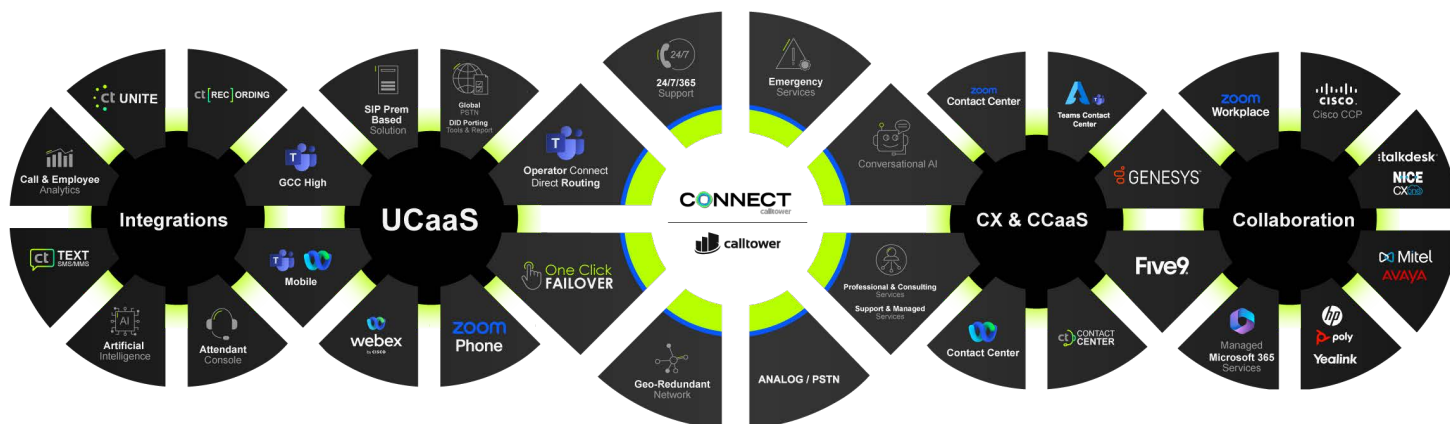 ct UNITE
ct[REC]ORDING
Call & Employee
Analytics
GCC High
Integrations
ct TEXT
SMS/MMS
Mobile
AI
Artificial
Intelligence
Attendant
Console
SIP Prem
Based
Solution
Global
PSTN
DID Porting
Tools & Report
Operator Connect
Direct Routing
UCaaS
One Click
FAILOVER
webex
by CISCO
zoom
Phone
24/7
24/7/365
Support
Emergency
Services
Conversational AI
CONNECT
calltower
calltower
Professional & Consulting
Services
Support & Managed
Services
Geo-Redundant
Network
ANALOG / PSTN
zoom
Contact Center
Teams Contact
Center
GENESYS
CX & CCaaS
Five9
Contact Center
ct CONTACT
CENTER
zoom
Workplace
CISCO
Cisco CCP
talkdesk
NICE
CXone
Collaboration
Mitel
AVAYA
Managed
Microsoft 365
Services
hp
poly
Yealink